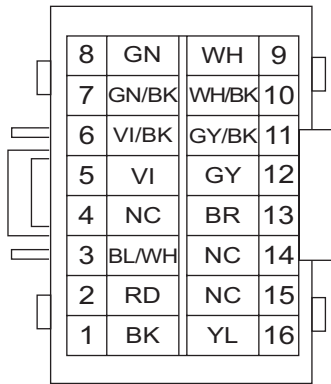 8 GN WH 9
7 GN/BK WH/BK 10
6 VI/BK GY/BK 11
5 VI GY 12
4 NC BR 13
3 BL/WH NC 14
2 RD NC 15
1 BK YL 16